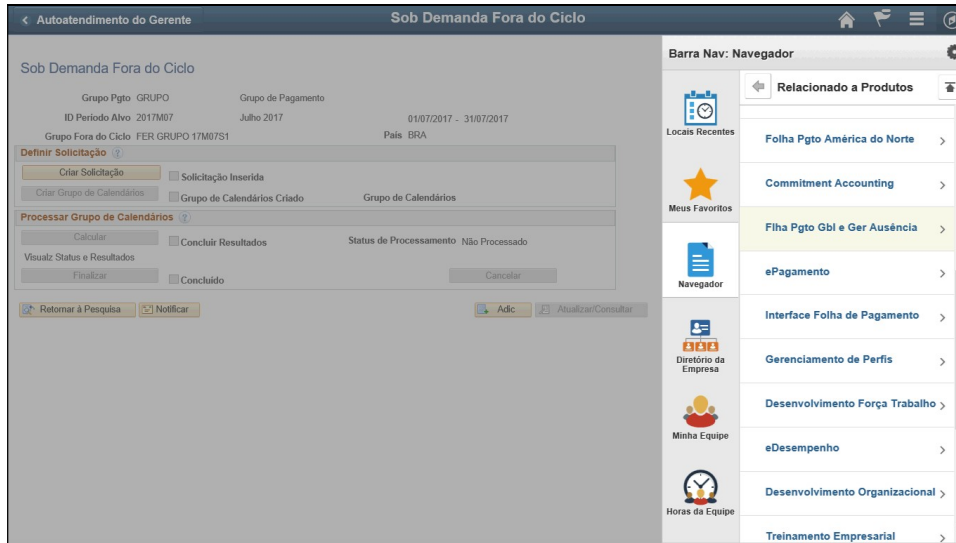 Autoatendimento do Gerente
Sob Demanda Fora do Ciclo
Sob Demanda Fora do Ciclo
Grupo Pgto GRUPO Grupo de Pagamento
ID Período Alvo 2017M07 Julho 2017 01/07/2017 - 31/07/2017
Grupo Fora do Ciclo FER GRUPO 17M07S1 País BRA
Definir Solicitação ?
Criar Solicitação Solicitação Inserida
Criar Grupo de Calendários Grupo de Calendários Criado Grupo de Calendários
Processar Grupo de Calendários ?
Calcular Concluir Resultados Status de Processamento Não Processado
Visualz Status e Resultados
Finalizar Concluído Cancelar
Retornar à Pesquisa Notificar Adic Atualizar/Consultar
Barra Nav: Navegador
Locais Recentes
Meus Favoritos
Navegador
Diretório da
Empresa
Minha Equipe
Horas da Equipe
Relacionado a Produtos
Folha Pgto América do Norte
Commitment Accounting
Flha Pgto Gbl e Ger Ausência
ePagamento
Interface Folha de Pagamento
Gerenciamento de Perfis
Desenvolvimento Força Trabalho
eDesempenho
Desenvolvimento Organizacional
Treinamento Empresarial